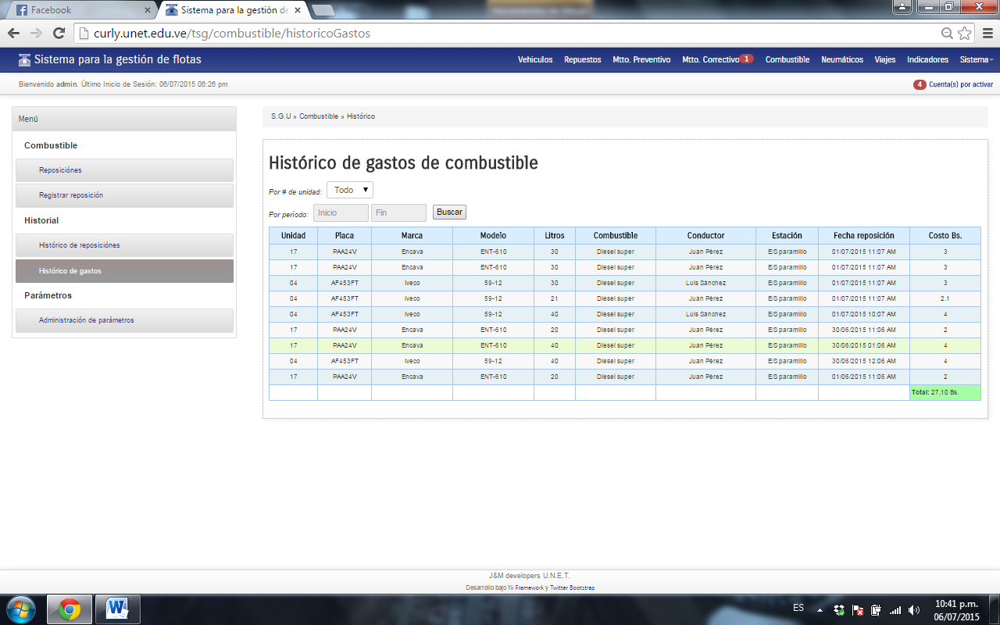 Facebook
Sistema para la gestión de
curly.unet.edu.ve/tsg/combustible/historicoGastos
Sistema para la gestión de flotas
Vehiculos Repuestos Mtto. Preventivo Mtto. Correctivo 1 Combustible Neumáticos Viajes Indicadores Sistema
Bienvenido admin. Último Inicio de Sesión: 06/07/2015 06:26 pm
4 Cuenta(s) por activar
Menú
Combustible
Reposiciónes
Registrar reposición
Historial
Histórico de reposiciónes
Histórico de gastos
Parámetros
Administración de parámetros
S.G.U » Combustible » Histórico
Histórico de gastos de combustible
Por # de unidad: Todo
Por período: Inicio Fin Buscar
Unidad Placa Marca Modelo Litros Combustible Conductor Estación Fecha reposición Costo Bs.
17 PAA24V Encava ENT-610 30 Diesel super Juan Pérez E/S paramillo 01/07/2015 11:07 AM 3
17 PAA24V Encava ENT-610 30 Diesel super Juan Pérez E/S paramillo 01/07/2015 11:07 AM 3
04 AF453FT Iveco 59-12 30 Diesel super Luis Sánchez E/S paramillo 01/07/2015 11:07 AM 3
04 AF453FT Iveco 59-12 21 Diesel super Juan Pérez E/S paramillo 01/07/2015 11:07 AM 2.1
04 AF453FT Iveco 59-12 40 Diesel super Luis Sánchez E/S paramillo 01/07/2015 10:07 AM 4
17 PAA24V Encava ENT-610 20 Diesel super Juan Pérez E/S paramillo 30/06/2015 11:06 AM 2
17 PAA24V Encava ENT-610 40 Diesel super Juan Pérez E/S paramillo 30/06/2015 01:06 AM 4
04 AF453FT Iveco 59-12 40 Diesel super Juan Pérez E/S paramillo 30/06/2015 12:06 AM 4
17 PAA24V Encava ENT-610 20 Diesel super Juan Pérez E/S paramillo 01/06/2015 11:06 AM 2
Total: 27,10 Bs.
J&M developers U.N.E.T.
Desarrollo bajo Yii Framework y Twitter Bootstrap
ES
10:41 p.m.
06/07/2015